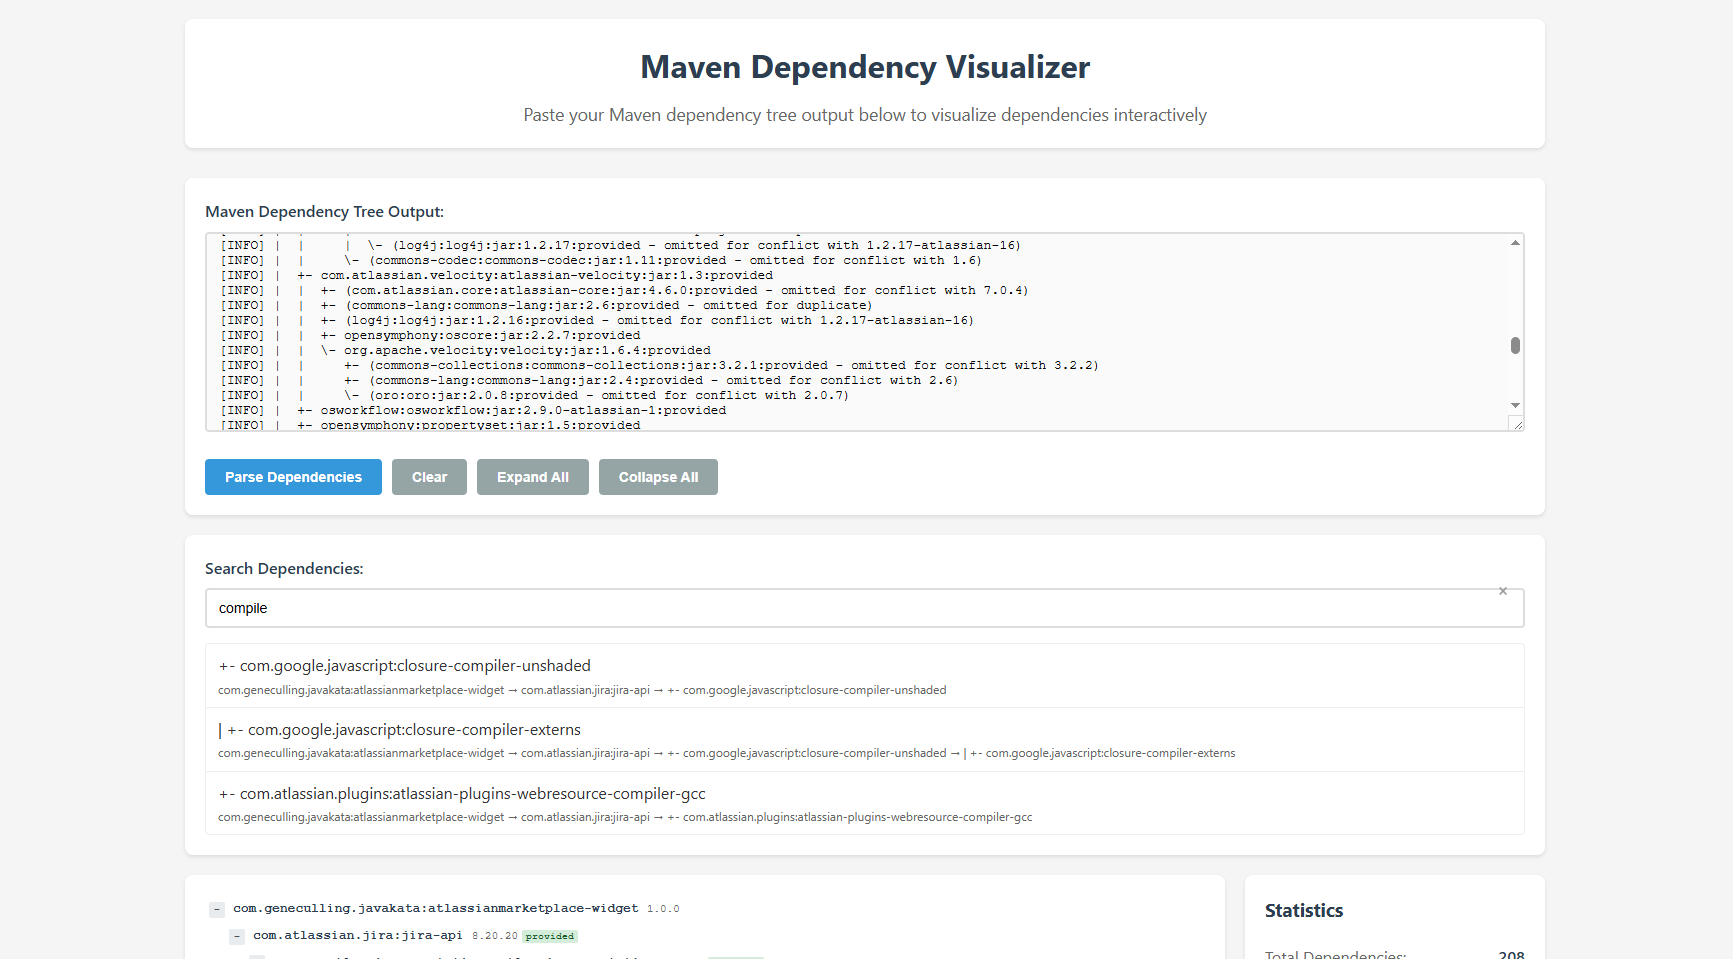 Maven Dependency Visualizer
Paste your Maven dependency tree output below to visualize dependencies interactively
Maven Dependency Tree Output:
[INFO] |  |     |  \- (log4j:log4j:jar:1.2.17:provided - omitted for conflict with 1.2.17-atlassian-16)
[INFO] |  |     \- (commons-codec:commons-codec:jar:1.11:provided - omitted for conflict with 1.6)
[INFO] |  +- com.atlassian.velocity:atlassian-velocity:jar:1.3:provided
[INFO] |  |  +- (com.atlassian.core:atlassian-core:jar:4.6.0:provided - omitted for conflict with 7.0.4)
[INFO] |  |  +- (commons-lang:commons-lang:jar:2.6:provided - omitted for duplicate)
[INFO] |  |  +- (log4j:log4j:jar:1.2.16:provided - omitted for conflict with 1.2.17-atlassian-16)
[INFO] |  |  +- opensymphony:oscore:jar:2.2.7:provided
[INFO] |  |  \- org.apache.velocity:velocity:jar:1.6.4:provided
[INFO] |  |     +- (commons-collections:commons-collections:jar:3.2.1:provided - omitted for conflict with 3.2.2)
[INFO] |  |     +- (commons-lang:commons-lang:jar:2.4:provided - omitted for conflict with 2.6)
[INFO] |  |     \- (oro:oro:jar:2.0.8:provided - omitted for conflict with 2.0.7)
[INFO] |  +- osworkflow:osworkflow:jar:2.9.0-atlassian-1:provided
[INFO] |  +- opensymphony:propertyset:jar:1.5:provided
Parse Dependencies Clear Expand All Collapse All
Search Dependencies:
×
compile
+- com.google.javascript:closure-compiler-unshaded
com.geneculling.javakata:atlassianmarketplace-widget → com.atlassian.jira:jira-api → +- com.google.javascript:closure-compiler-unshaded
| +- com.google.javascript:closure-compiler-externs
com.geneculling.javakata:atlassianmarketplace-widget → com.atlassian.jira:jira-api → +- com.google.javascript:closure-compiler-unshaded → | +- com.google.javascript:closure-compiler-externs
+- com.atlassian.plugins:atlassian-plugins-webresource-compiler-gcc
com.geneculling.javakata:atlassianmarketplace-widget → com.atlassian.jira:jira-api → +- com.atlassian.plugins:atlassian-plugins-webresource-compiler-gcc
- com.geneculling.javakata:atlassianmarketplace-widget 1.0.0
- com.atlassian.jira:jira-api 8.20.20 provided
Statistics
Total Dependencies: 208